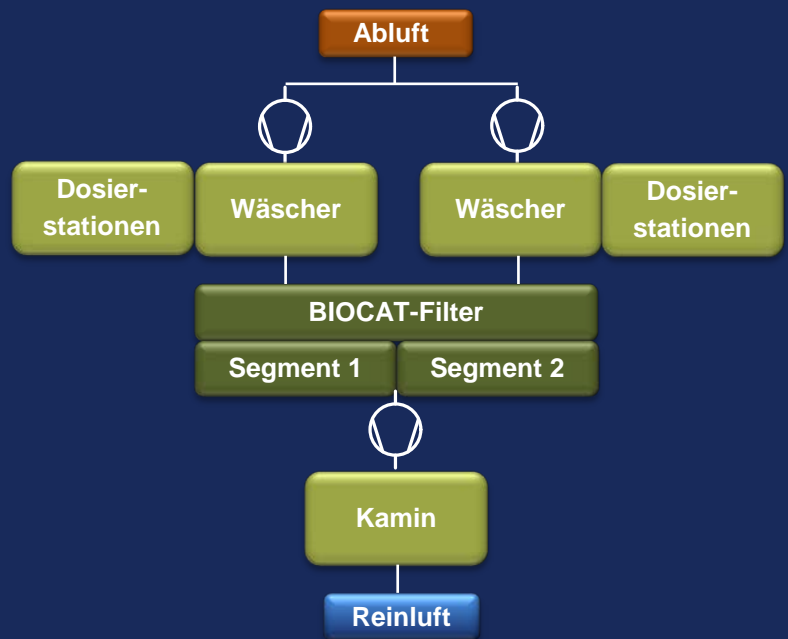 Abluft
Dosier-
stationen
Wäscher
Wäscher
Dosier-
stationen
BIOCAT-Filter
Segment 1
Segment 2
Kamin
Reinluft